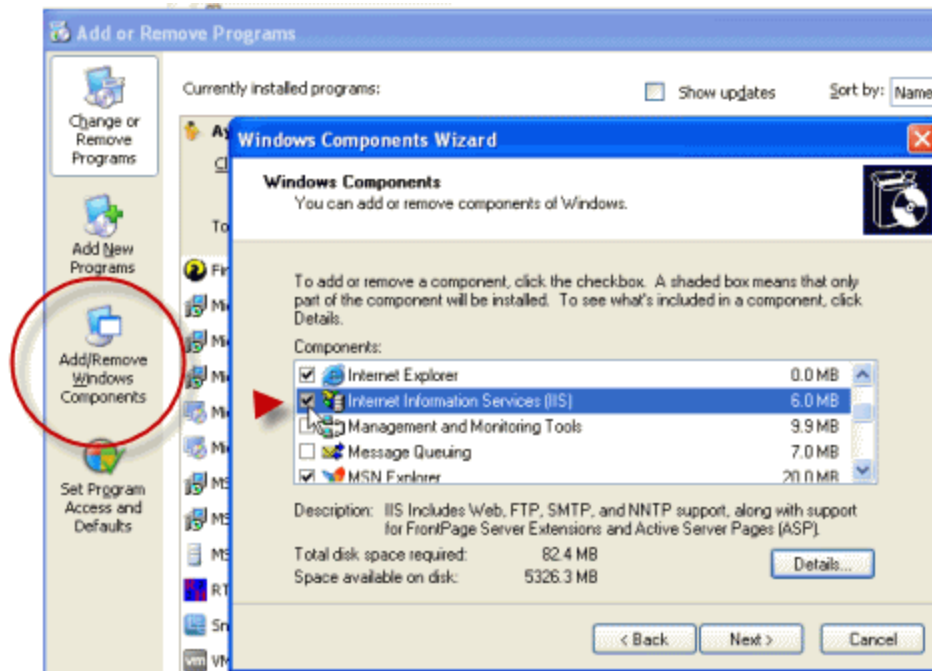 Add or Remove Programs
Change or
Remove
Programs
Currently installed programs:
Show updates
Sort by: Name
Add New
Programs
Add/Remove
Windows
Components
Set Program
Access and
Defaults
Windows Components Wizard
Windows Components
You can add or remove components of Windows.
To add or remove a component, click the checkbox. A shaded box means that only
part of the component will be installed. To see what's included in a component, click
Details.
Components:
Internet Explorer 0.0 MB
Internet Information Services (IIS) 6.0 MB
Management and Monitoring Tools 9.9 MB
Message Queuing 7.0 MB
MSN Explorer 20.0 MB
Description: IIS Includes Web, FTP, SMTP, and NNTP support, along with support
for FrontPage Server Extensions and Active Server Pages (ASP).
Total disk space required: 82.4 MB
Space available on disk: 5326.3 MB
Details...
< Back Next > Cancel